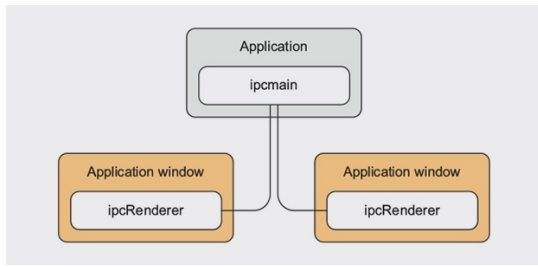 Application
ipcmain
Application window
ipcRenderer
Application window
ipcRenderer